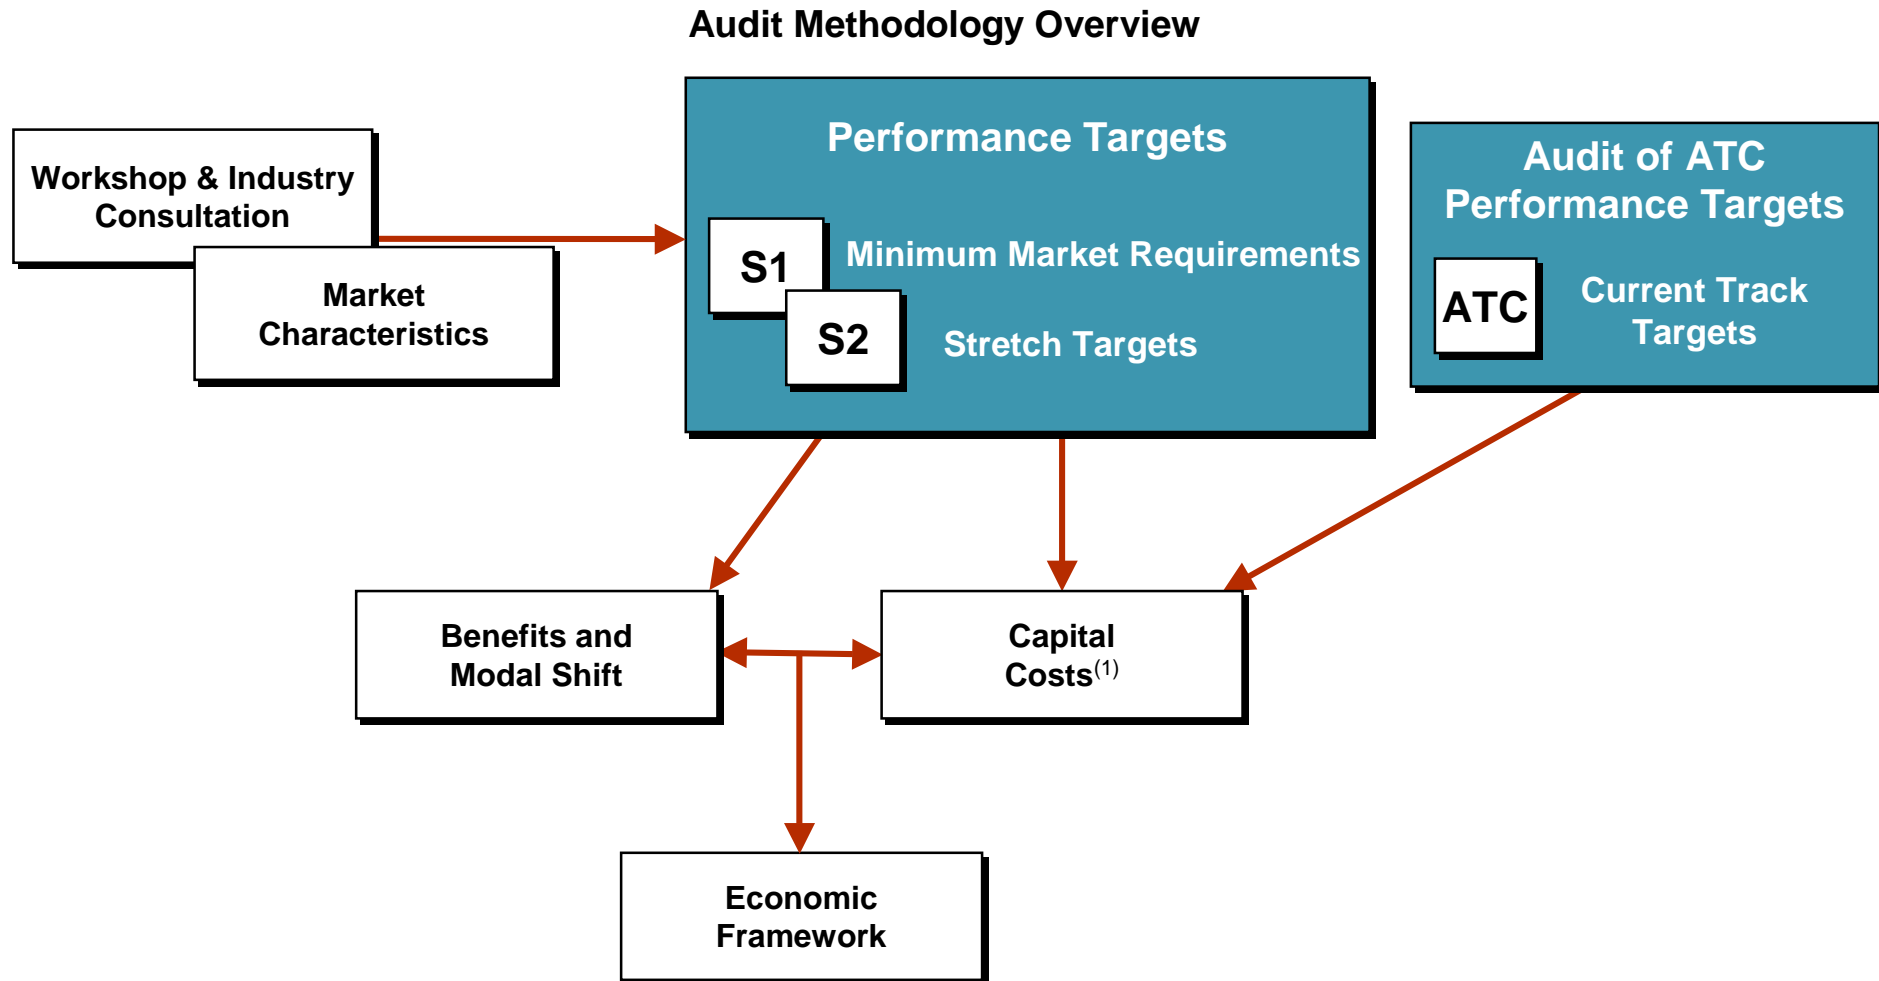 Audit Methodology Overview
Workshop & Industry
Consultation
Market
Characteristics
Performance Targets
S1
Minimum Market Requirements
S2
Stretch Targets
Audit of ATC
Performance Targets
ATC
Current Track
Targets
Benefits and
Modal Shift
Capital
Costs(1)
Economic
Framework